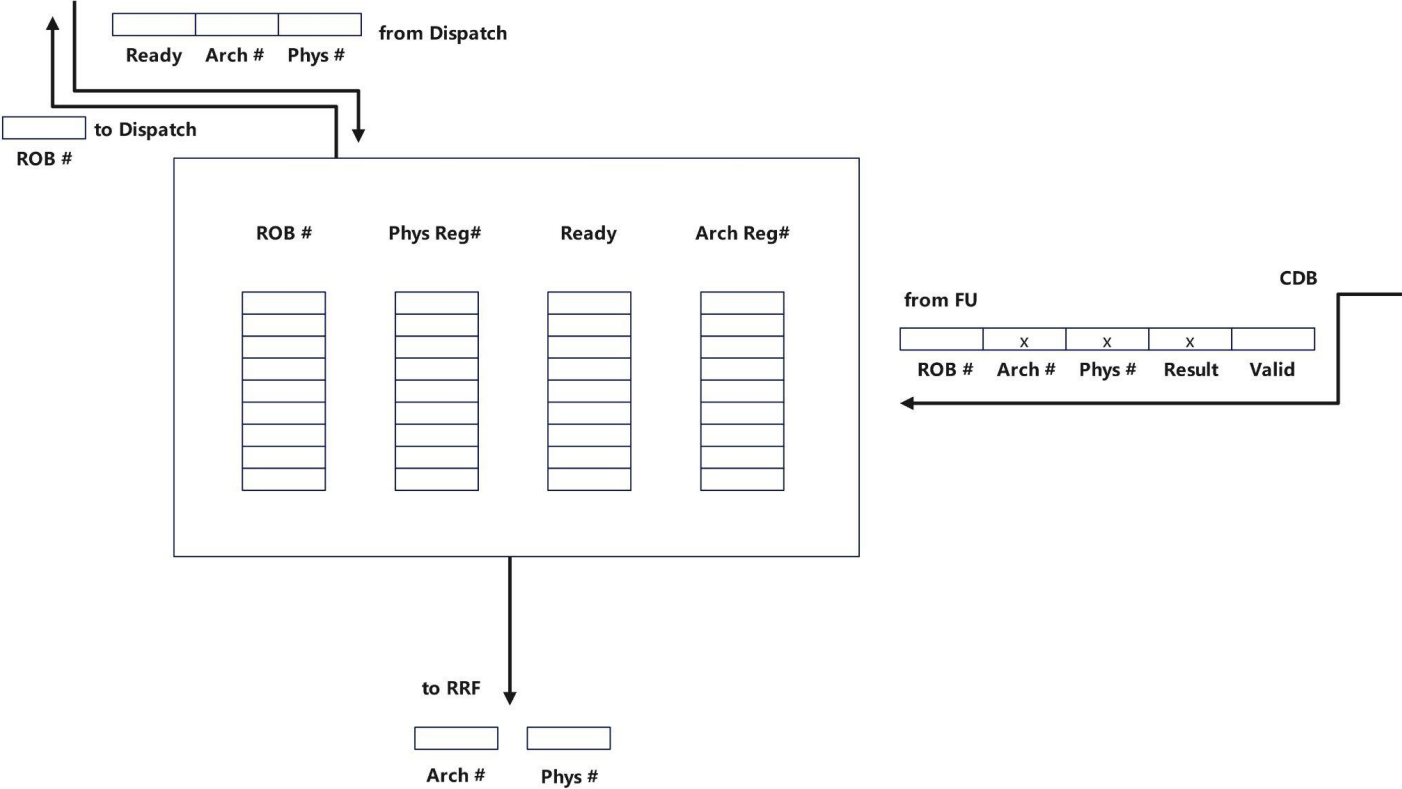 from Dispatch
Ready Arch # Phys #
to Dispatch
ROB #
ROB # Phys Reg# Ready Arch Reg#
CDB
from FU
x x x
ROB # Arch # Phys # Result Valid
to RRF
Arch # Phys #